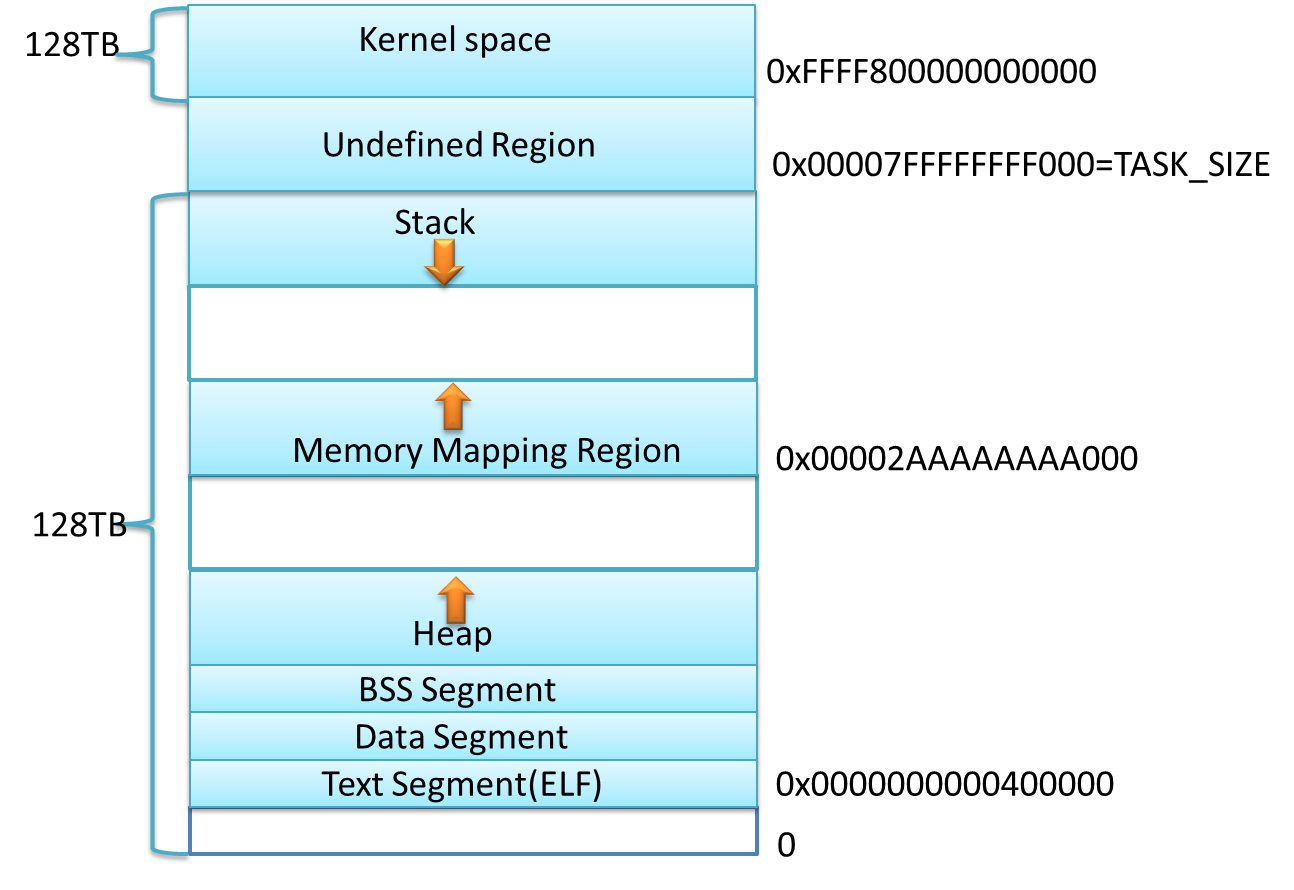 128TB
Kernel space
0xFFFF800000000000
Undefined Region
0x00007FFFFFFFF000=TASK_SIZE
Stack
Memory Mapping Region
0x00002AAAAAAAA000
128TB
Heap
BSS Segment
Data Segment
Text Segment(ELF)
0x0000000000400000
0